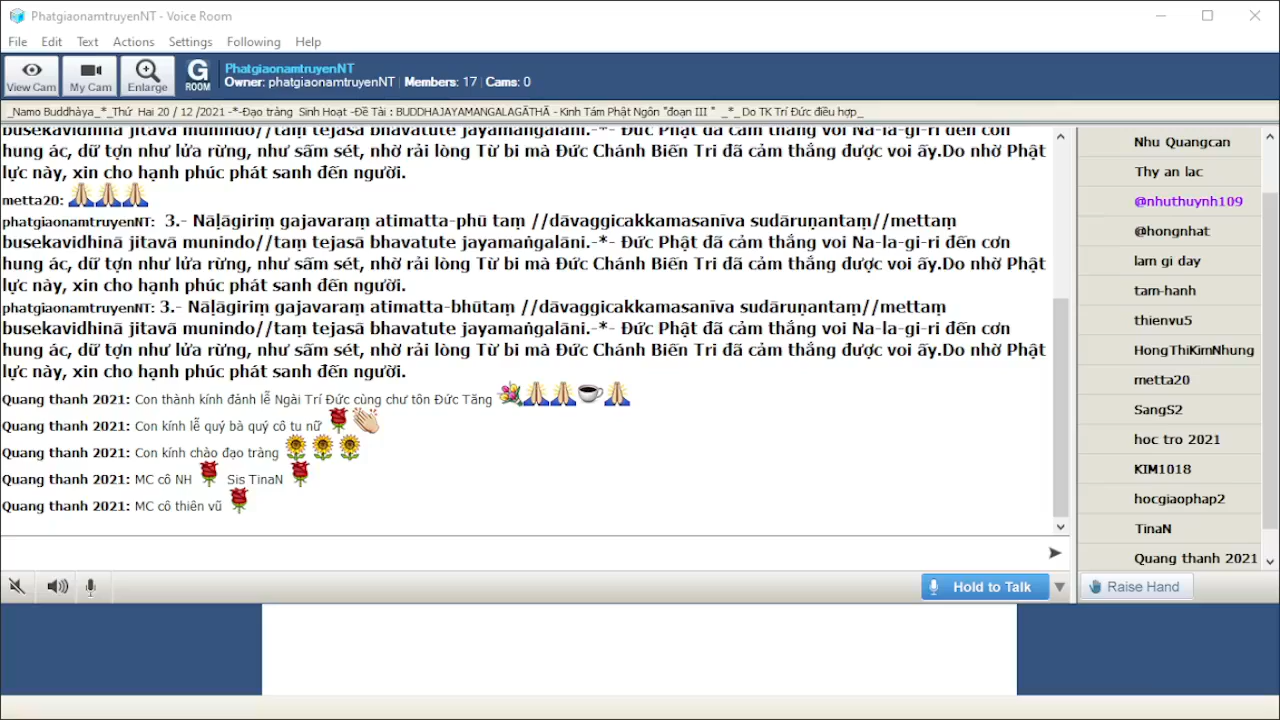 PhatgiaonamtruyenNT - Voice Room
File Edit Text Actions Settings Following Help
View Cam My Cam Enlarge G ROOM
PhatgiaonamtruyenNT
Owner: phatgiaonamtruyenNT | Members: 17 | Cams: 0
_Namo Buddhàya_*_Thứ Hai 20 / 12 /2021 -*-Đạo tràng Sinh Hoạt -Đề Tài : BUDDHAJAYAMANGALAGĀTHĀ - Kinh Tám Phật Ngôn "đoạn III " _*_ Do TK Trí Đức điều hợp_
busekavidhinā jitavā munindo//taṃ tejasā bhavatute jayamaṅgalāni.-*- Đức Phật đã cảm thắng voi Na-la-gi-ri đến cơn
hung ác, dữ tợn như lửa rừng, như sấm sét, nhờ rải lòng Từ bi mà Đức Chánh Biến Tri đã cảm thắng được voi ấy.Do nhờ Phật
lực này, xin cho hạnh phúc phát sanh đến người.
metta20:
phatgiaonamtruyenNT: 3.- Nāḷāgiriṃ gajavaraṃ atimatta-phū taṃ //dāvaggicakkamasanīva sudāruṇantaṃ//mettaṃ
busekavidhinā jitavā munindo//taṃ tejasā bhavatute jayamaṅgalāni.-*- Đức Phật đã cảm thắng voi Na-la-gi-ri đến cơn
hung ác, dữ tợn như lửa rừng, như sấm sét, nhờ rải lòng Từ bi mà Đức Chánh Biến Tri đã cảm thắng được voi ấy.Do nhờ Phật
lực này, xin cho hạnh phúc phát sanh đến người.
phatgiaonamtruyenNT: 3.- Nāḷāgiriṃ gajavaraṃ atimatta-bhūtaṃ //dāvaggicakkamasanīva sudāruṇantaṃ//mettaṃ
busekavidhinā jitavā munindo//taṃ tejasā bhavatute jayamaṅgalāni.-*- Đức Phật đã cảm thắng voi Na-la-gi-ri đến cơn
hung ác, dữ tợn như lửa rừng, như sấm sét, nhờ rải lòng Từ bi mà Đức Chánh Biến Tri đã cảm thắng được voi ấy.Do nhờ Phật
lực này, xin cho hạnh phúc phát sanh đến người.
Quang thanh 2021: Con thành kính đánh lễ Ngài Trí Đức cùng chư tôn Đức Tăng
Quang thanh 2021: Con kính lễ quý bà quý cô tu nữ
Quang thanh 2021: Con kính chào đạo tràng
Quang thanh 2021: MC cô NH Sis TinaN
Quang thanh 2021: MC cô thiên vũ
Nhu Quangcan
Thy an lac
@nhuthuynh109
@hongnhat
lam gi day
tam-hanh
thienvu5
HongThiKimNhung
metta20
SangS2
hoc tro 2021
KIM1018
hocgiaophap2
TinaN
Quang thanh 2021
Hold to Talk
Raise Hand